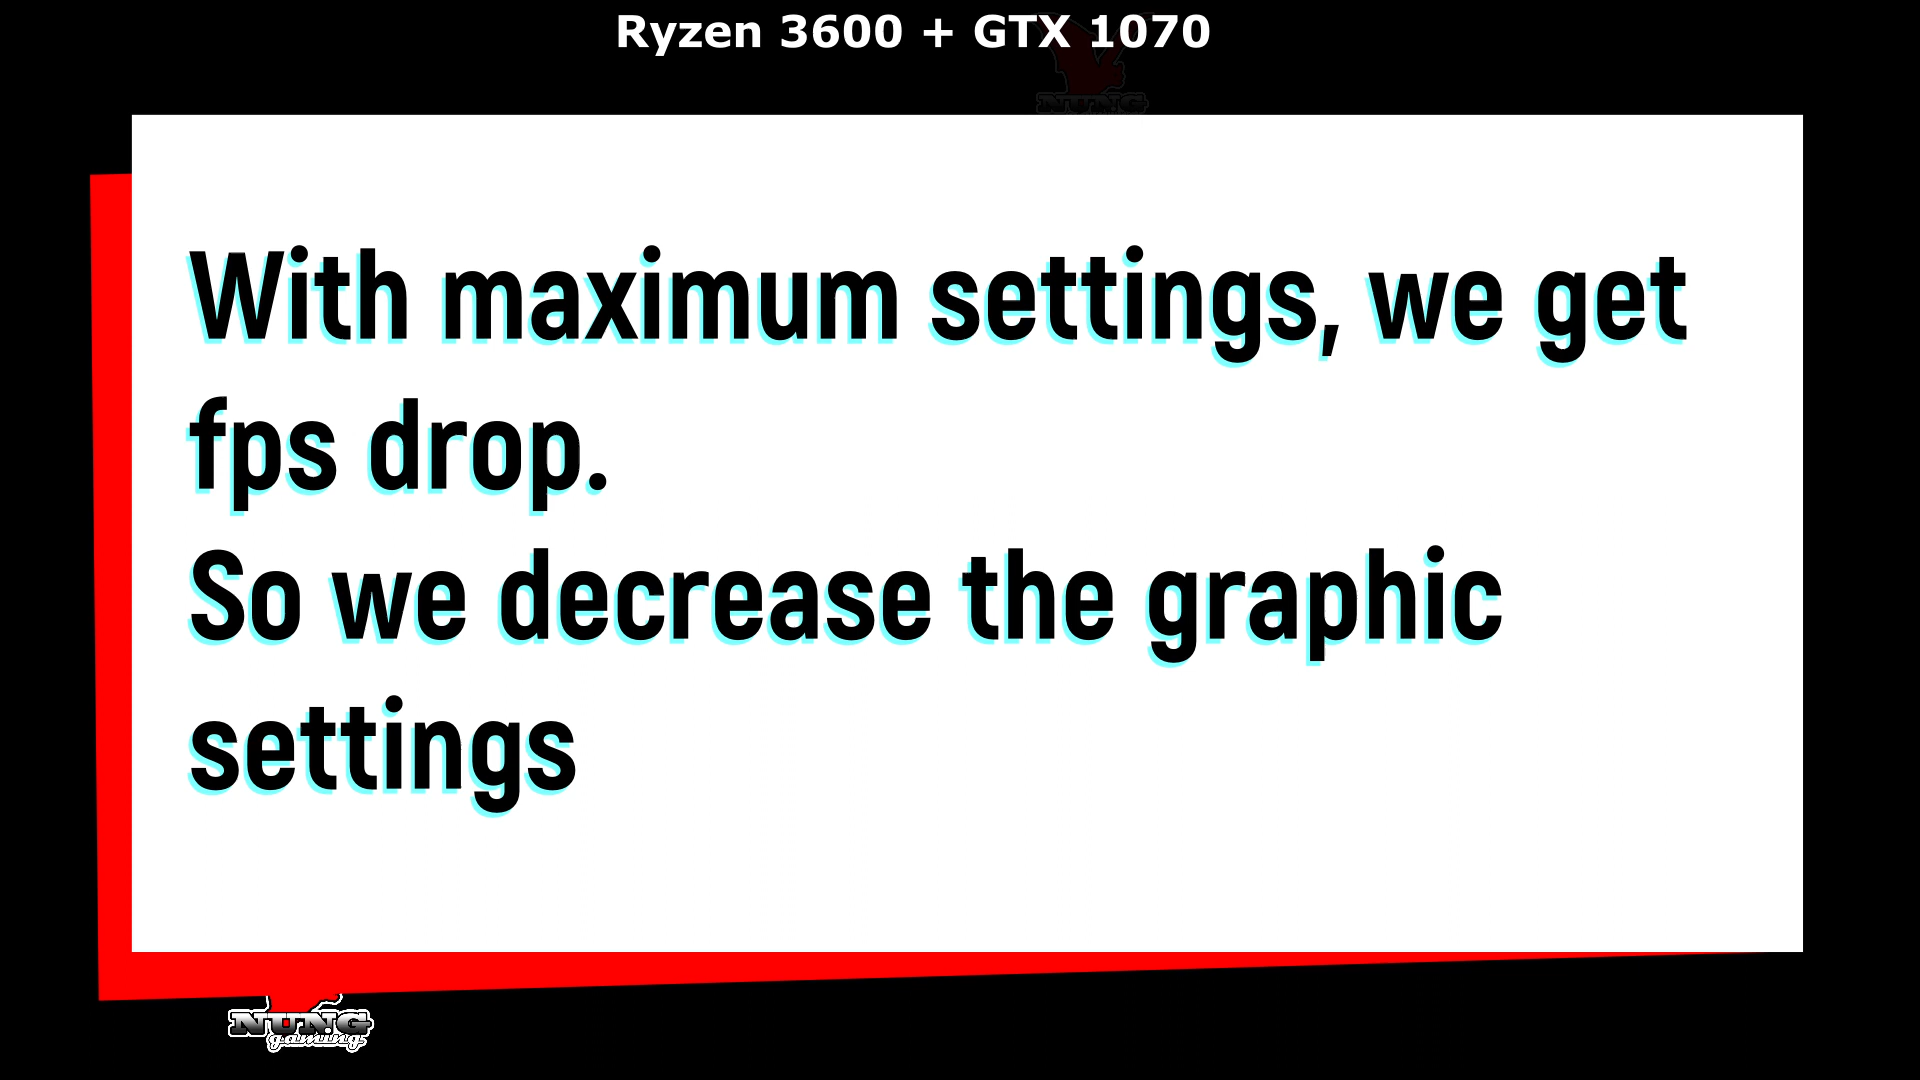 Ryzen 3600 + GTX 1070
NUNG
With maximum settings, we get
fps drop.
So we decrease the graphic
settings
NUNG
gaming